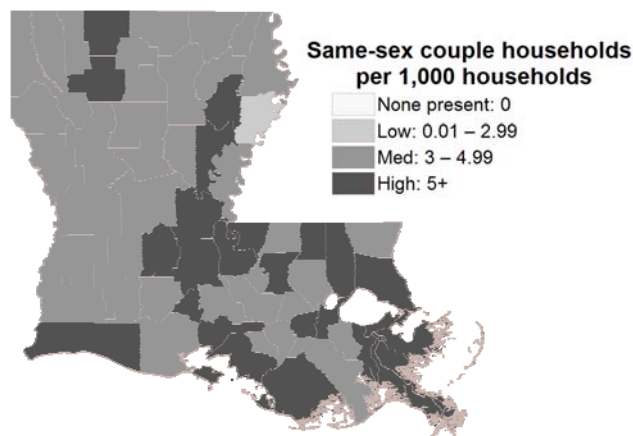 Same-sex couple households
per 1,000 households
None present: 0
Low: 0.01 – 2.99
Med: 3 – 4.99
High: 5+